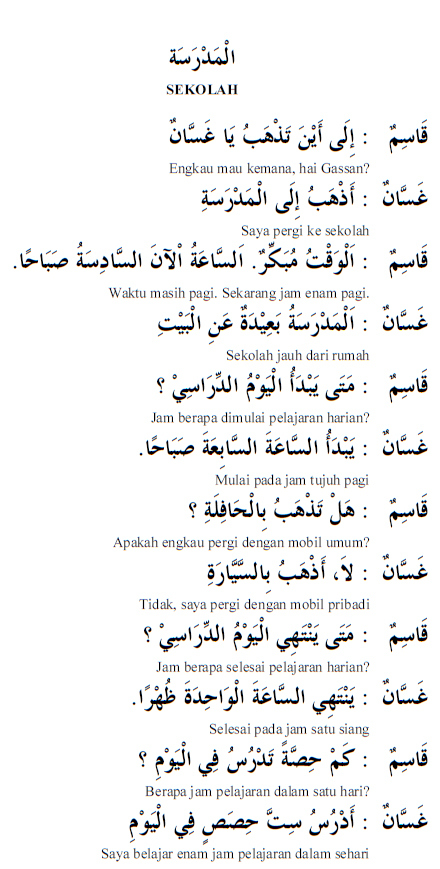 الْمَدْرَسَة
SEKOLAH
قَاسِمٌ : إِلَى أَيْنَ تَذْهَبُ يَا غَسَّانٌ
Engkau mau kemana, hai Gassan?
غَسَّانٌ : أَذْهَبُ إِلَى الْمَدْرَسَةِ
Saya pergi ke sekolah
قَاسِمٌ : اَلْوَقْتُ مُبَكِّرٌ. اَلسَّاعَةُ اْلآنَ السَّادِسَةُ صَبَاحًا.
Waktu masih pagi. Sekarang jam enam pagi.
غَسَّانٌ : اَلْمَدْرَسَةُ بَعِيْدَةٌ عَنِ الْبَيْتِ
Sekolah jauh dari rumah
قَاسِمٌ : مَتَى يَبْدَأُ الْيَوْمُ الدِّرَاسِيْ ؟
Jam berapa dimulai pelajaran harian?
غَسَّانٌ : يَبْدَأُ السَّاعَةَ السَّابِعَةَ صَبَاحًا.
Mulai pada jam tujuh pagi
قَاسِمٌ : هَلْ تَذْهَبُ بِالْحَافِلَةِ ؟
Apakah engkau pergi dengan mobil umum?
غَسَّانٌ : لاَ، أَذْهَبُ بِالسَّيَّارَةِ
Tidak, saya pergi dengan mobil pribadi
قَاسِمٌ : مَتَى يَنْتَهِي الْيَوْمُ الدِّرَاسِيْ ؟
Jam berapa selesai pelajaran harian?
غَسَّانٌ : يَنْتَهِي السَّاعَةَ الْوَاحِدَةَ ظُهْرًا.
Selesai pada jam satu siang
قَاسِمٌ : كَمْ حِصَّةً تَدْرُسُ فِي الْيَوْمِ ؟
Berapa jam pelajaran dalam satu hari?
غَسَّانٌ : أَدْرُسُ سِتَّ حِصَصٍ فِي الْيَوْمِ
Saya belajar enam jam pelajaran dalam sehari